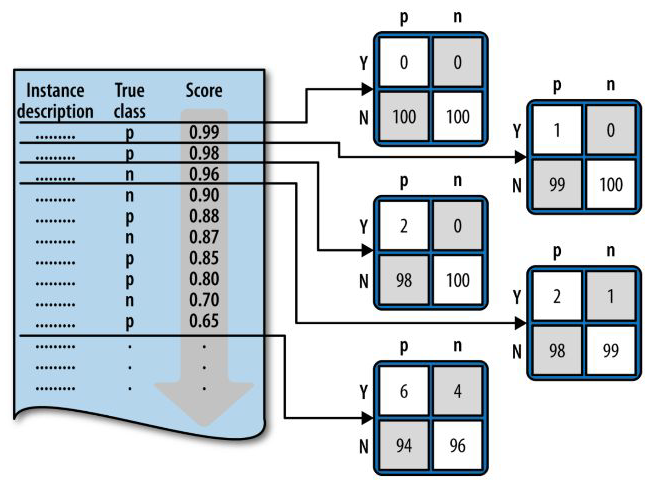 Instance description True class Score
......... p 0.99
......... p 0.98
......... n 0.96
......... n 0.90
......... p 0.88
......... n 0.87
......... p 0.85
......... p 0.80
......... n 0.70
......... p 0.65
......... . .
......... . .
......... . .
p n
Y 0 0
N 100 100
p n
Y 1 0
N 99 100
p n
Y 2 0
N 98 100
p n
Y 2 1
N 98 99
p n
Y 6 4
N 94 96